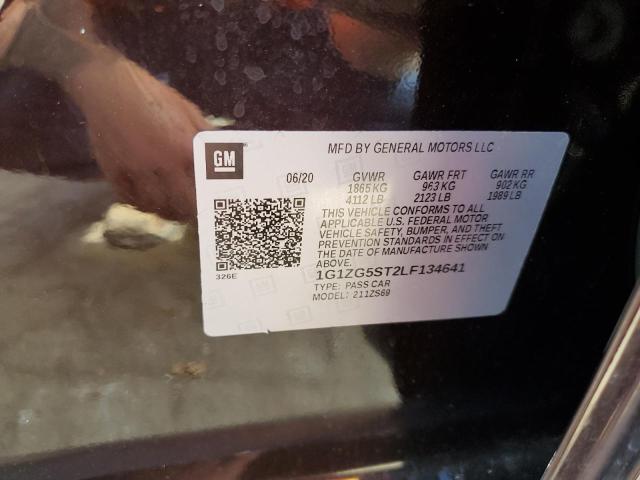 GM
MFD BY GENERAL MOTORS LLC
06/20 GVWR GAWR FRT GAWR RR
1865 KG 963 KG 902 KG
4112 LB 2123 LB 1989 LB
THIS VEHICLE CONFORMS TO ALL
APPLICABLE U.S. FEDERAL MOTOR
VEHICLE SAFETY, BUMPER, AND THEFT
PREVENTION STANDARDS IN EFFECT ON
THE DATE OF MANUFACTURE SHOWN
ABOVE.
326E
1G1ZG5ST2LF134641
TYPE: PASS CAR
MODEL: 211ZS69